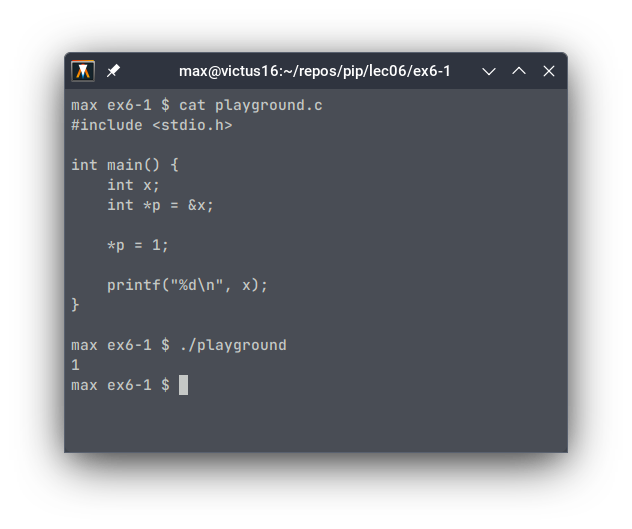 max@victus16:~/repos/pip/lec06/ex6-1
max ex6-1 $ cat playground.c
#include <stdio.h>

int main() {
    int x;
    int *p = &x;

    *p = 1;

    printf("%d\n", x);
}

max ex6-1 $ ./playground
1
max ex6-1 $